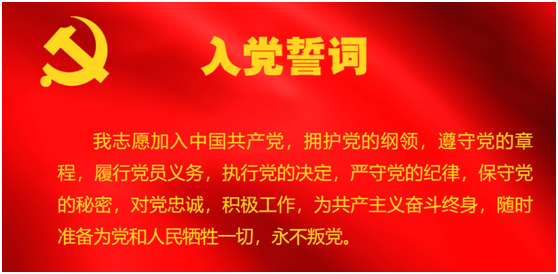 入党誓词
我志愿加入中国共产党，拥护党的纲领，遵守党的章
程，履行党员义务，执行党的决定，严守党的纪律，保守党
的秘密，对党忠诚，积极工作，为共产主义奋斗终身，随时
准备为党和人民牺牲一切，永不叛党。